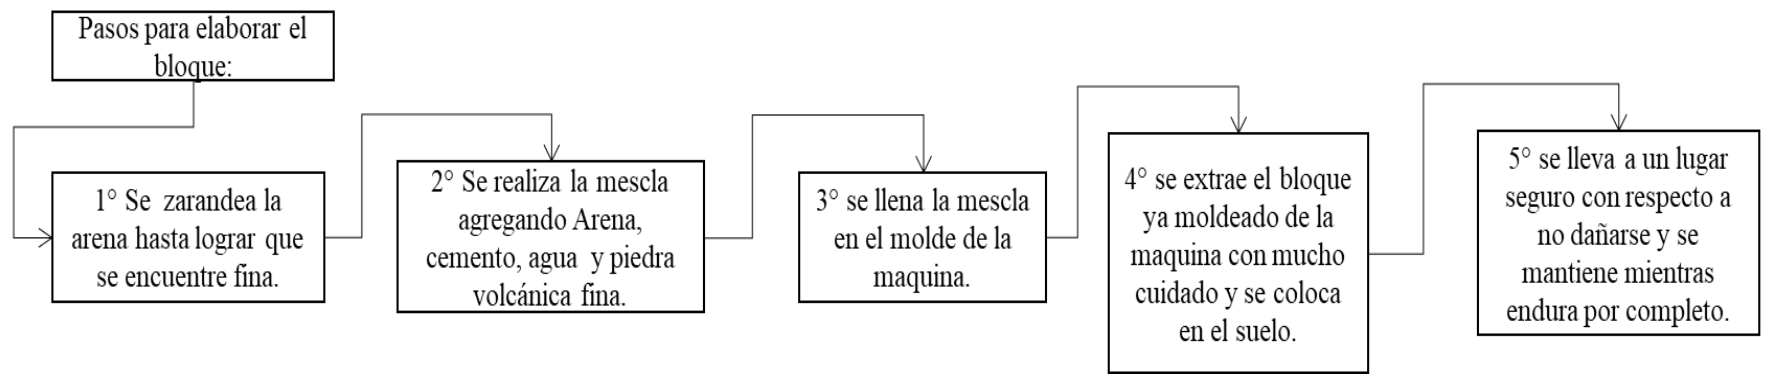 Pasos para elaborar el
bloque:
1° Se zarandea la
arena hasta lograr que
se encuentre fina.
2° Se realiza la mescla
agregando Arena,
cemento, agua y piedra
volcánica fina.
3° se llena la mescla
en el molde de la
maquina.
4° se extrae el bloque
ya moldeado de la
maquina con mucho
cuidado y se coloca
en el suelo.
5° se lleva a un lugar
seguro con respecto a
no dañarse y se
mantiene mientras
endura por completo.